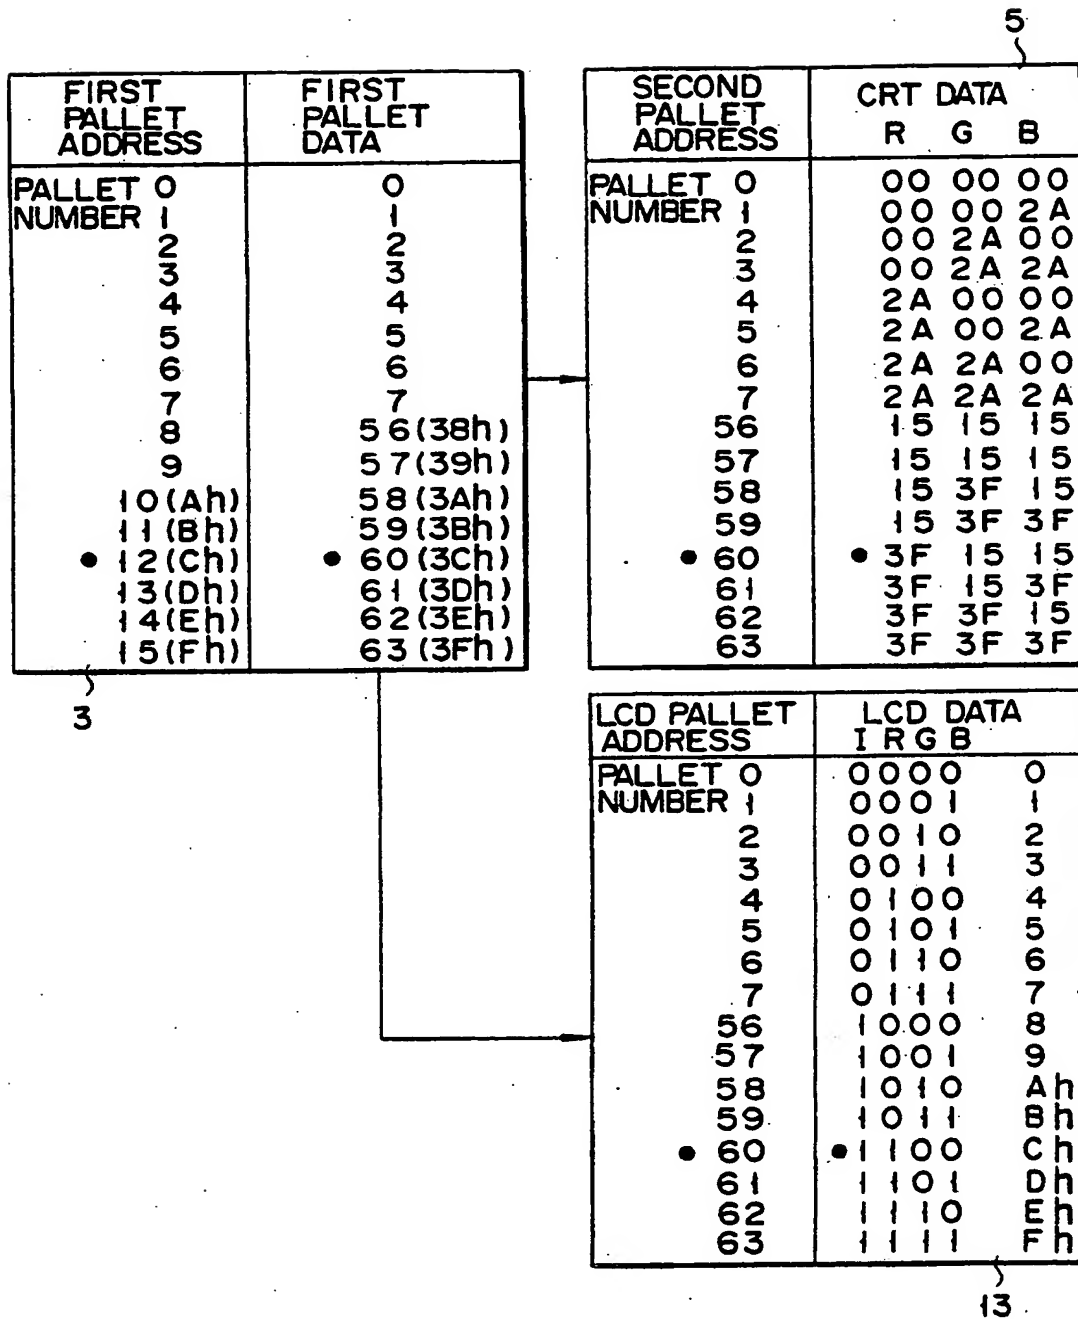 5
FIRST PALLET ADDRESS FIRST PALLET DATA
PALLET NUMBER 0 0
1 1
2 2
3 3
4 4
5 5
6 6
7 7
8 56(38h)
9 57(39h)
10(Ah) 58(3Ah)
11(Bh) 59(3Bh)
• 12(Ch) • 60(3Ch)
13(Dh) 61(3Dh)
14(Eh) 62(3Eh)
15(Fh) 63(3Fh)
3
SECOND PALLET ADDRESS CRT DATA
R G B
PALLET NUMBER 0 00 00 00
1 00 00 2A
2 00 2A 00
3 00 2A 2A
4 2A 00 00
5 2A 00 2A
6 2A 2A 00
7 2A 2A 2A
56 15 15 15
57 15 15 15
58 15 3F 15
59 15 3F 3F
• 60 • 3F 15 15
61 3F 15 3F
62 3F 3F 15
63 3F 3F 3F
LCD PALLET ADDRESS LCD DATA
I R G B
PALLET NUMBER 0 0000 0
1 0001 1
2 0010 2
3 0011 3
4 0100 4
5 0101 5
6 0110 6
7 0111 7
56 1000 8
57 1001 9
58 1010 Ah
59 1011 Bh
• 60 • 1100 Ch
61 1101 Dh
62 1110 Eh
63 1111 Fh
13